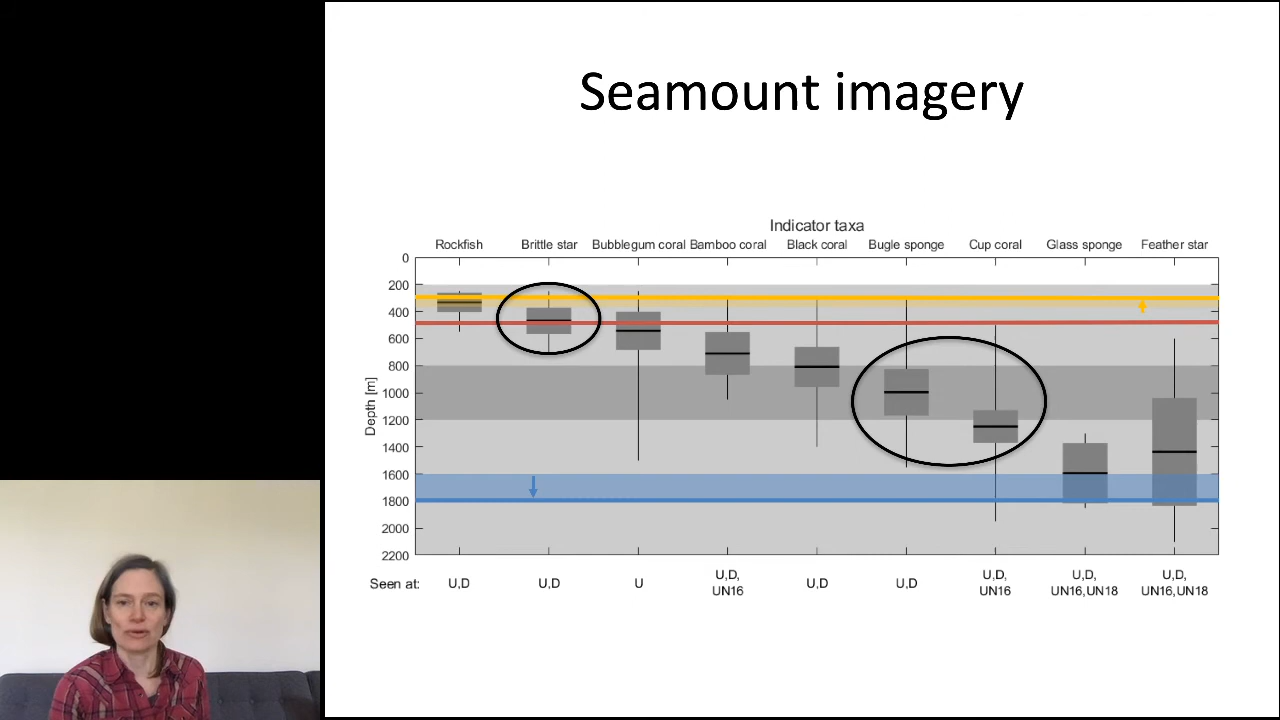 Seamount imagery
Indicator taxa
Rockfish Brittle star Bubblegum coral Bamboo coral Black coral Bugle sponge Cup coral Glass sponge Feather star
Depth [m]
0
200
400
600
800
1000
1200
1400
1600
1800
2000
2200
Seen at: U,D U,D U U,D, UN16 U,D U,D U,D, UN16 U,D, UN16,UN18 U,D, UN16,UN18